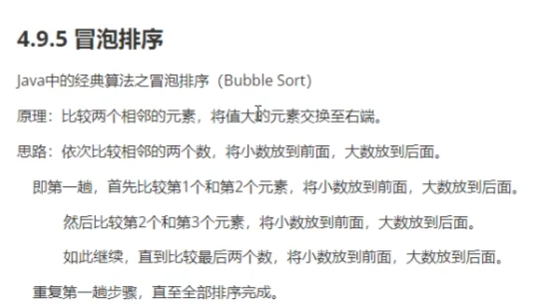 4.9.5 冒泡排序
Java中的经典算法之冒泡排序（Bubble Sort）
原理：比较两个相邻的元素，将值大的元素交换至右端。
思路：依次比较相邻的两个数，将小数放到前面，大数放到后面。
即第一趟，首先比较第1个和第2个元素，将小数放到前面，大数放到后面。
然后比较第2个和第3个元素，将小数放到前面，大数放到后面。
如此继续，直到比较最后两个数，将小数放到前面，大数放到后面。
重复第一趟步骤，直至全部排序完成。